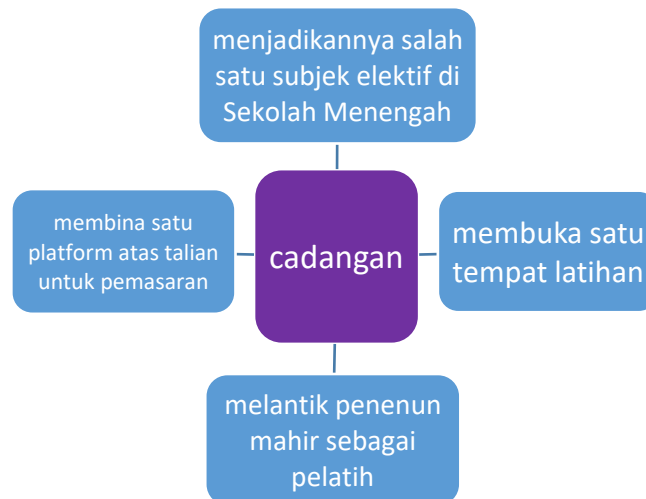 menjadikannya salah
satu subjek elektif di
Sekolah Menengah
membina satu
platform atas talian
untuk pemasaran
cadangan
membuka satu
tempat latihan
melantik penenun
mahir sebagai
pelatih